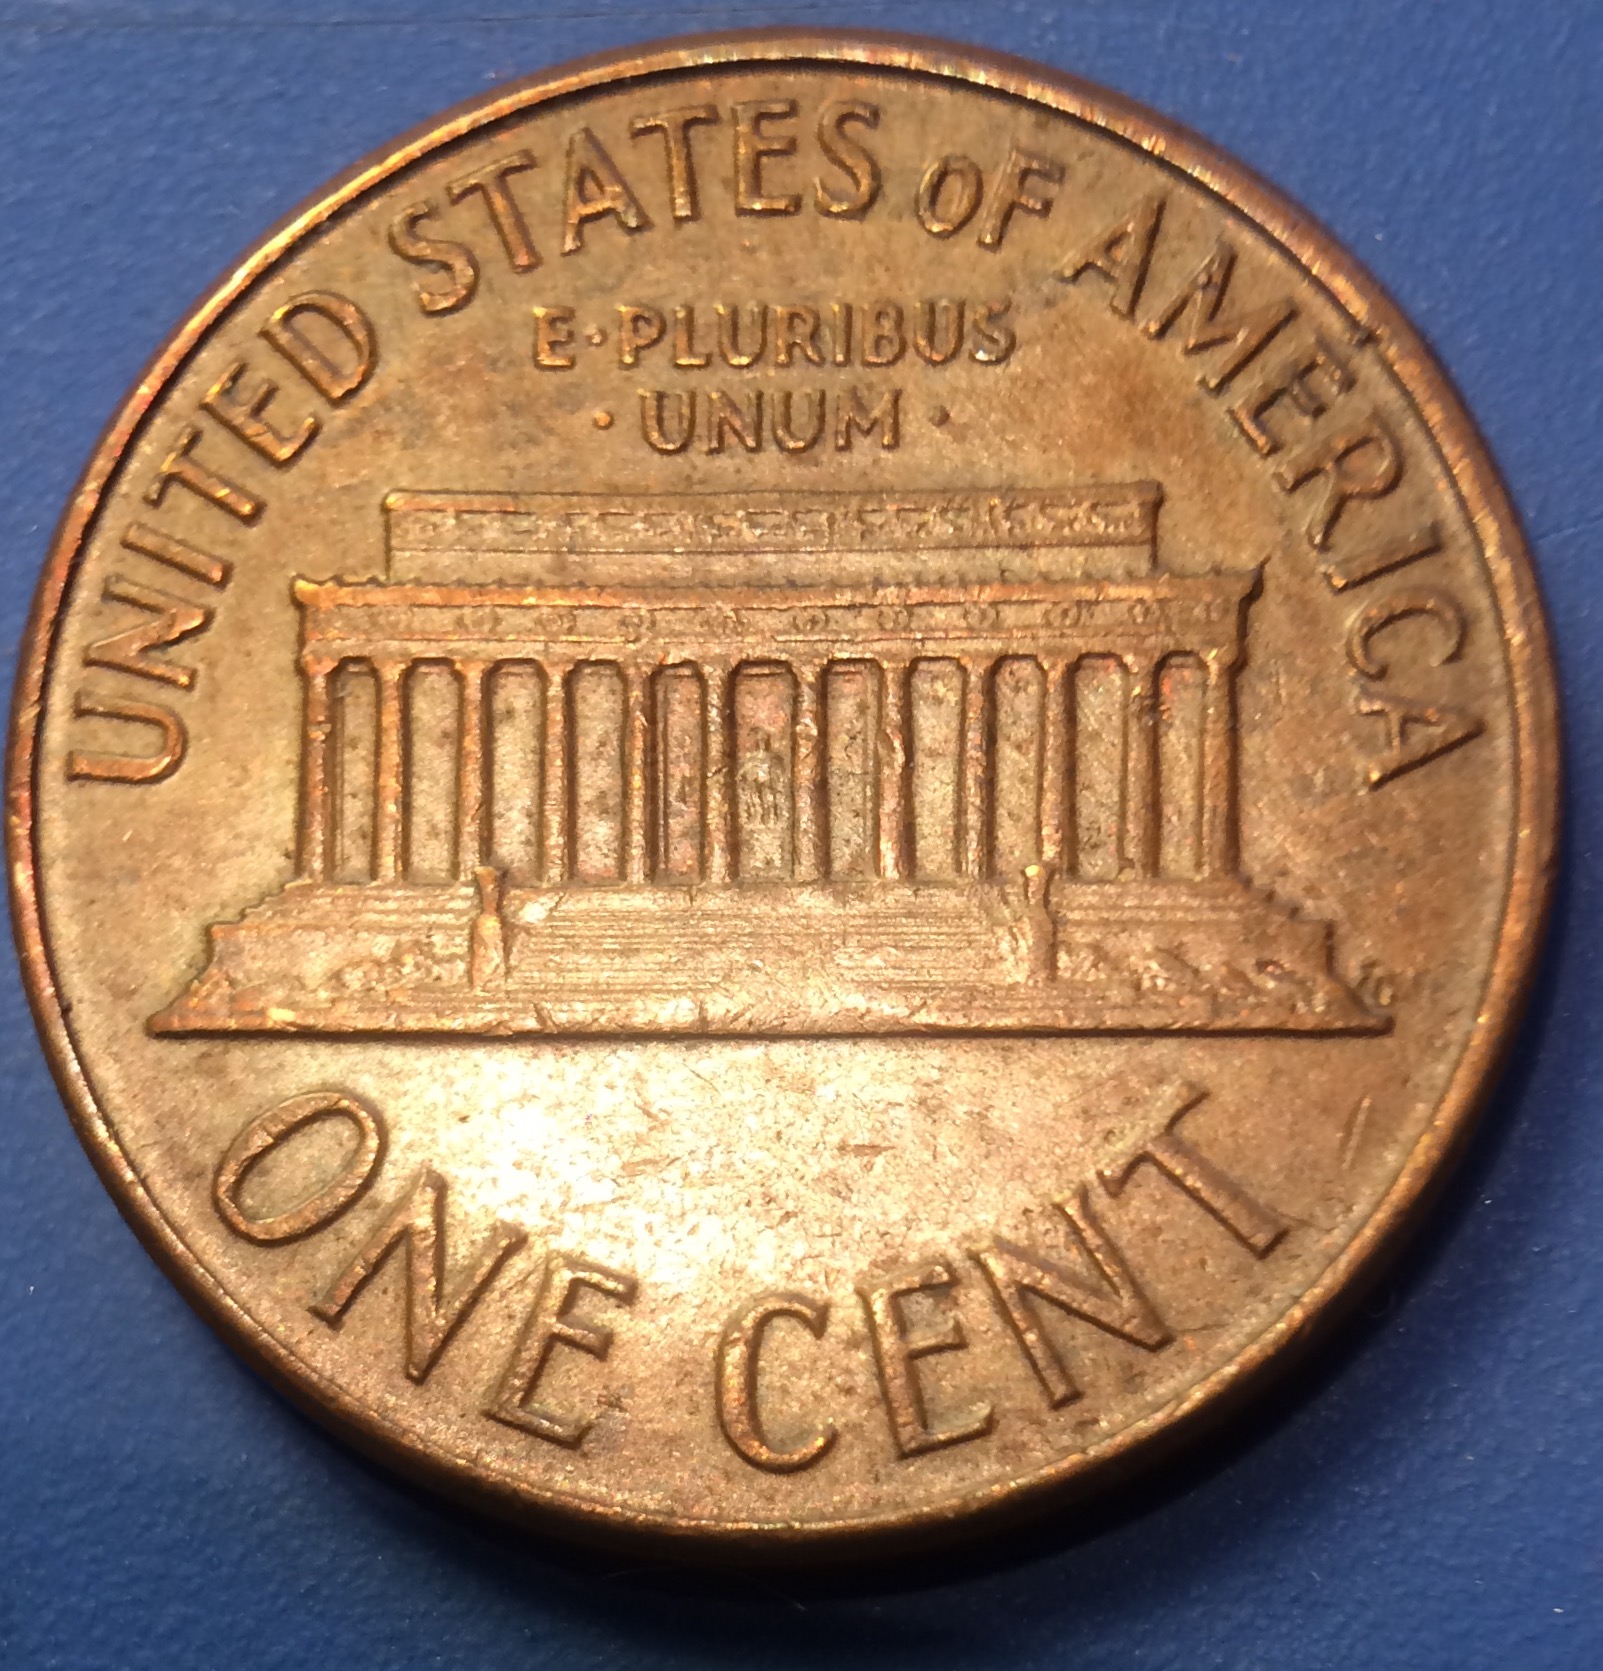 UNITED STATES OF AMERICA
E·PLURIBUS
·UNUM·
ONE CENT